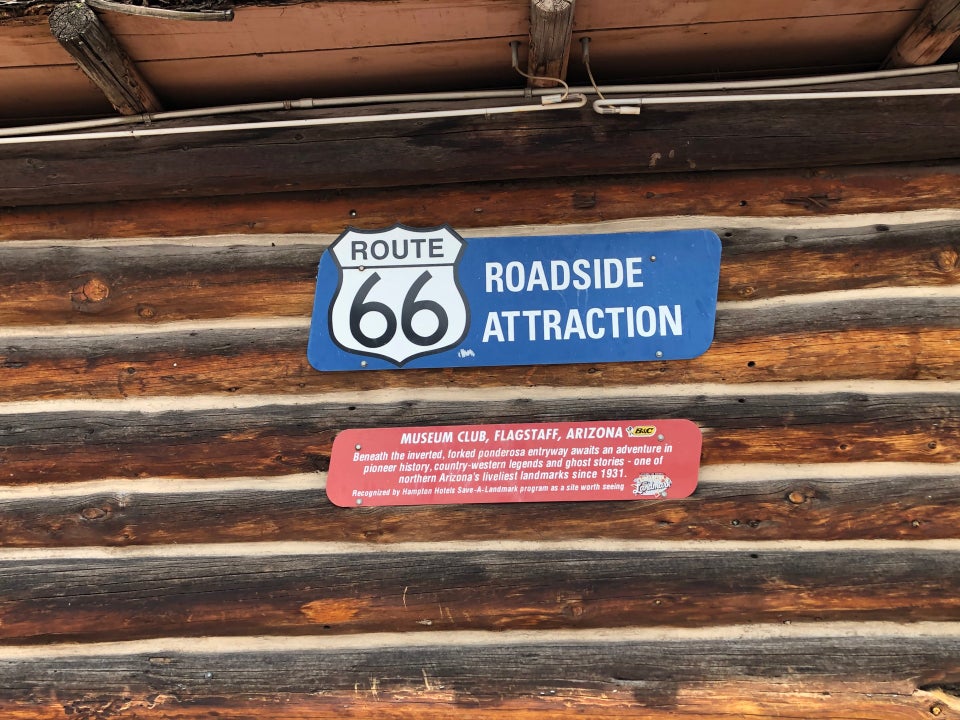 ROUTE
66
ROADSIDE
ATTRACTION
MUSEUM CLUB, FLAGSTAFF, ARIZONA
Beneath the inverted, forked ponderosa entryway awaits an adventure in
pioneer history, country-western legends and ghost stories - one of
northern Arizona's liveliest landmarks since 1931.
Recognized by Hampton Hotels Save-A-Landmark program as a site worth seeing
Landmark